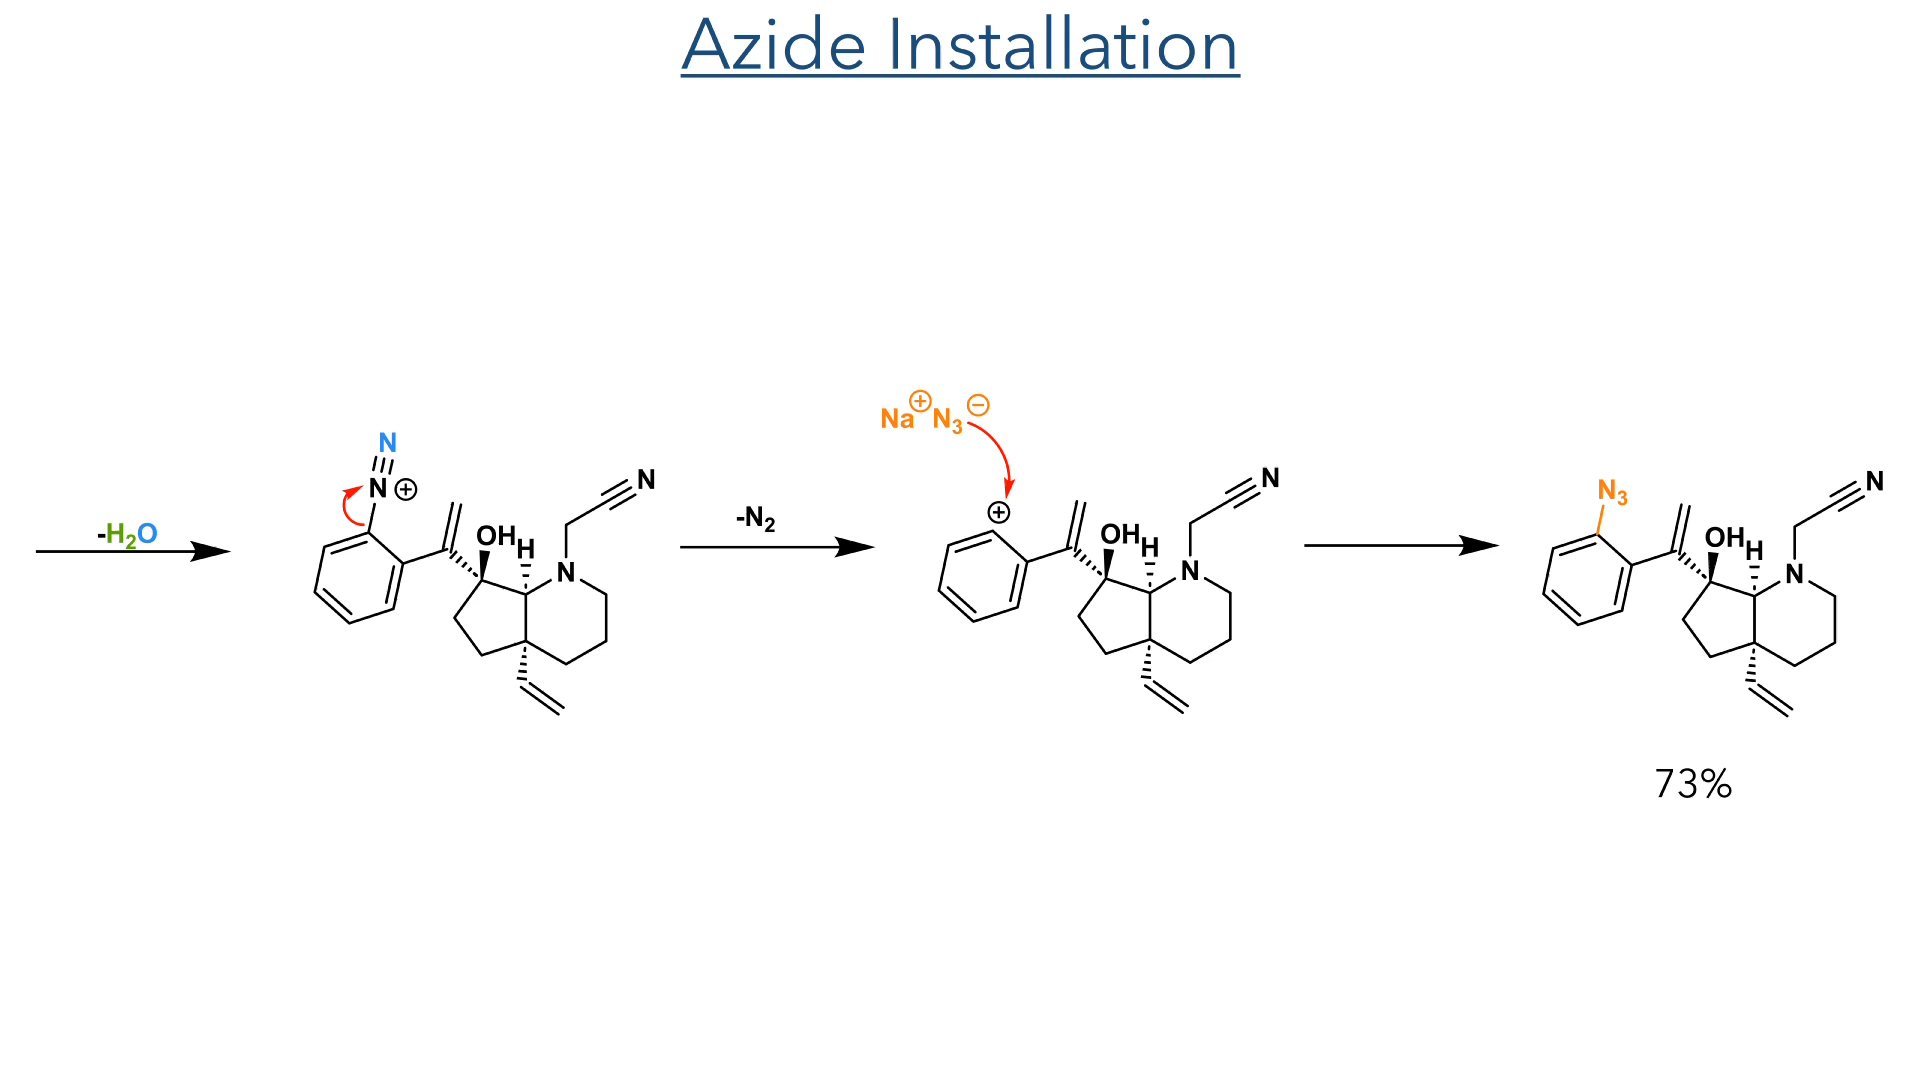 Azide Installation
-H₂O
N
N ⊕
OH
H
N
N
-N₂
Na⊕ N₃⊖
⊕
OH
H
N
N
N₃
OH
H
N
N
73%